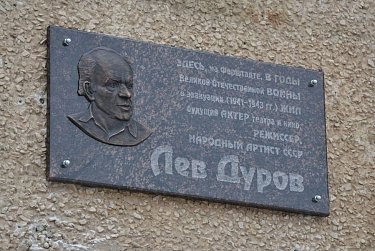 ЗДЕСЬ, на Форштадте, В ГОДЫ
Великой Отечественной ВОЙНЫ
в эвакуации (1941-1943 гг.) ЖИЛ
будущий АКТЕР театра и кино,
РЕЖИССЕР,
НАРОДНЫЙ АРТИСТ СССР
Лев Дуров